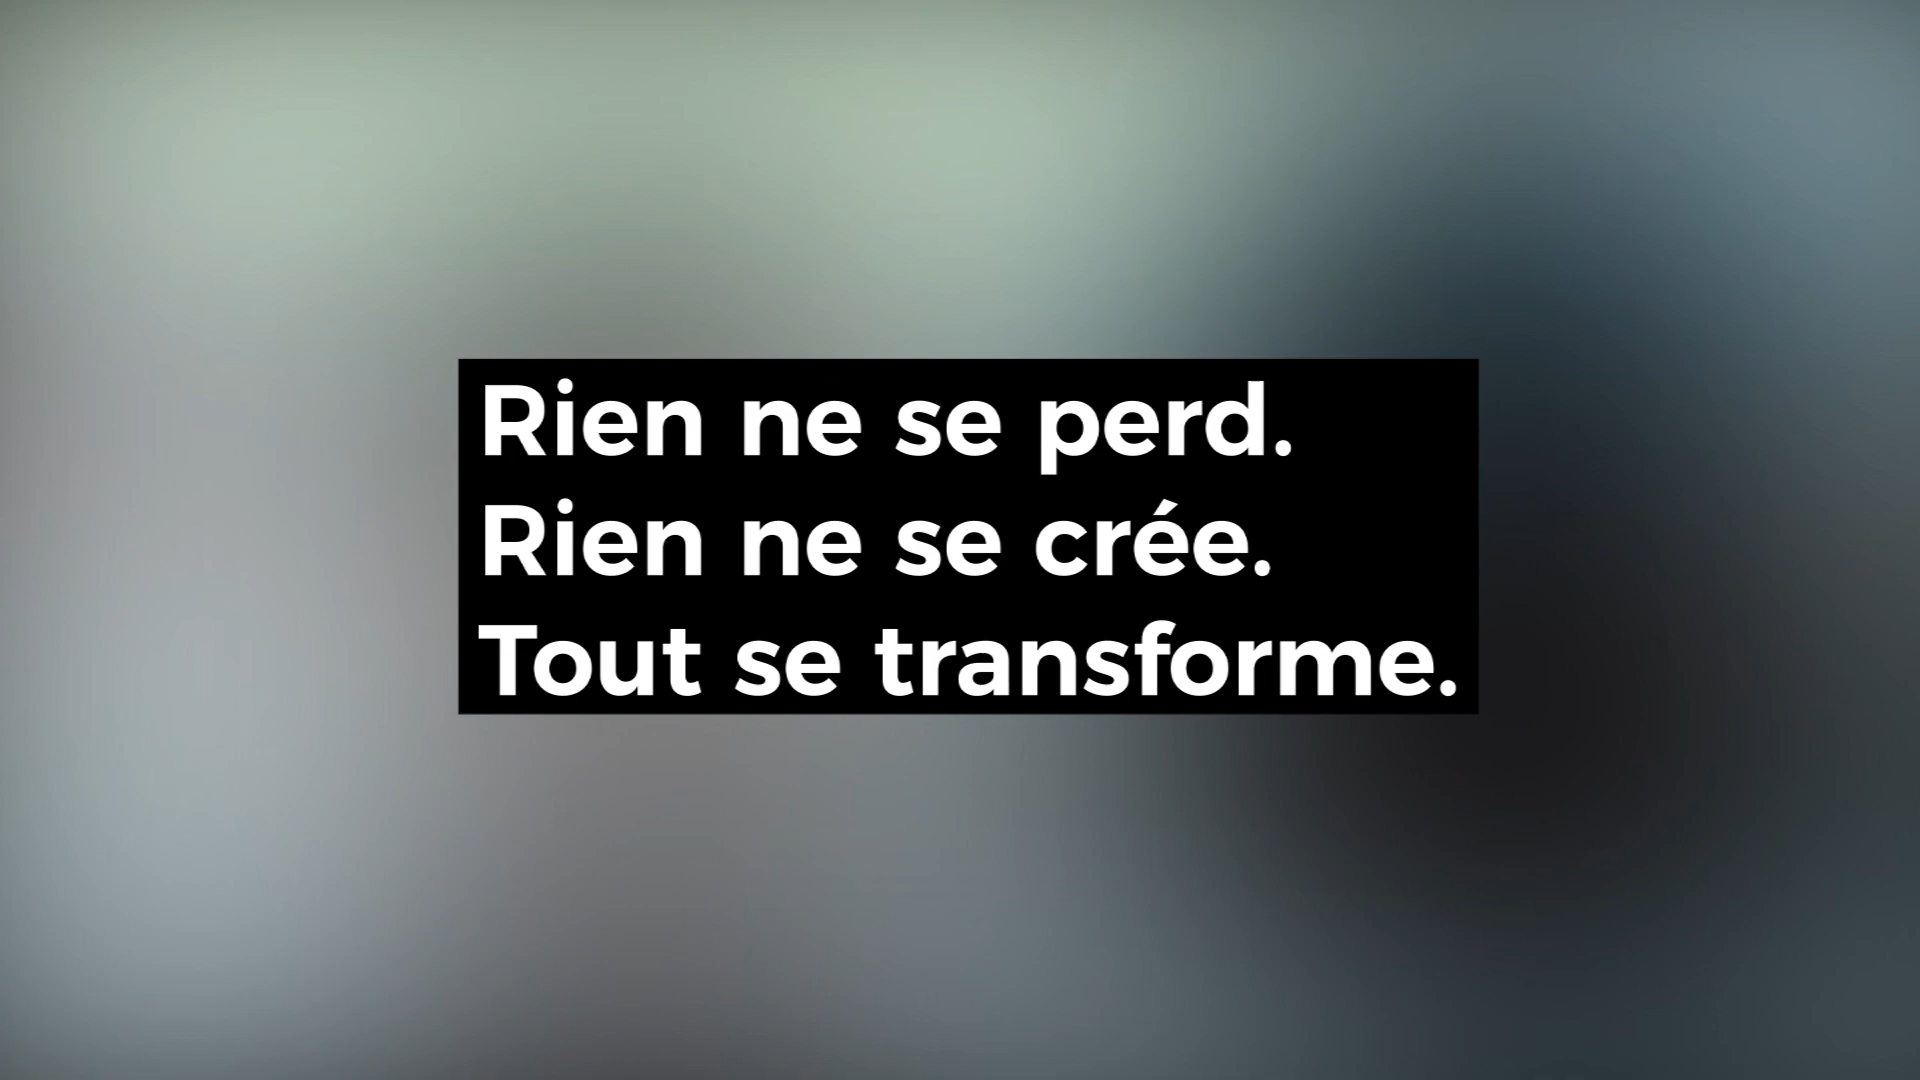 Rien ne se perd.
Rien ne se crée.
Tout se transforme.